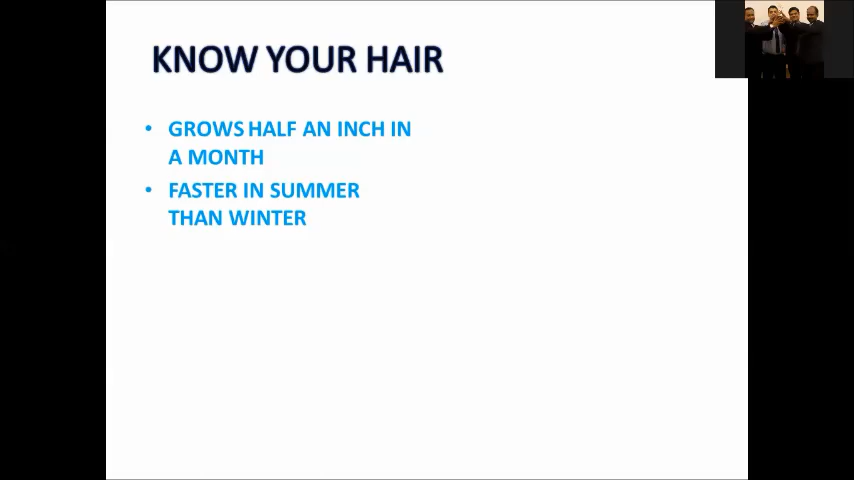 KNOW YOUR HAIR
• GROWS HALF AN INCH IN
A MONTH
• FASTER IN SUMMER
THAN WINTER